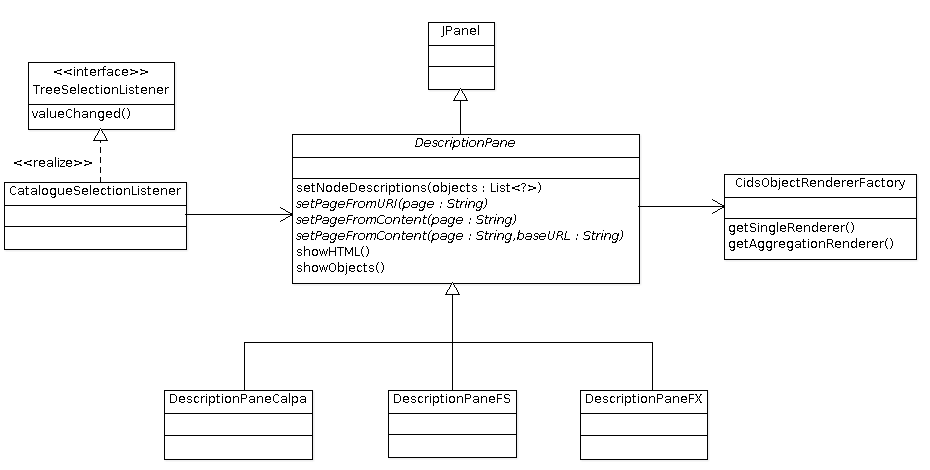 JPanel
<<interface>>
TreeSelectionListener
valueChanged()
<<realize>>
CatalogueSelectionListener
DescriptionPane
setNodeDescriptions(objects : List<?>)
setPageFromURI(page : String)
setPageFromContent(page : String)
setPageFromContent(page : String,baseURL : String)
showHTML()
showObjects()
CidsObjectRendererFactory
getSingleRenderer()
getAggregationRenderer()
DescriptionPaneCalpa
DescriptionPaneFS
DescriptionPaneFX